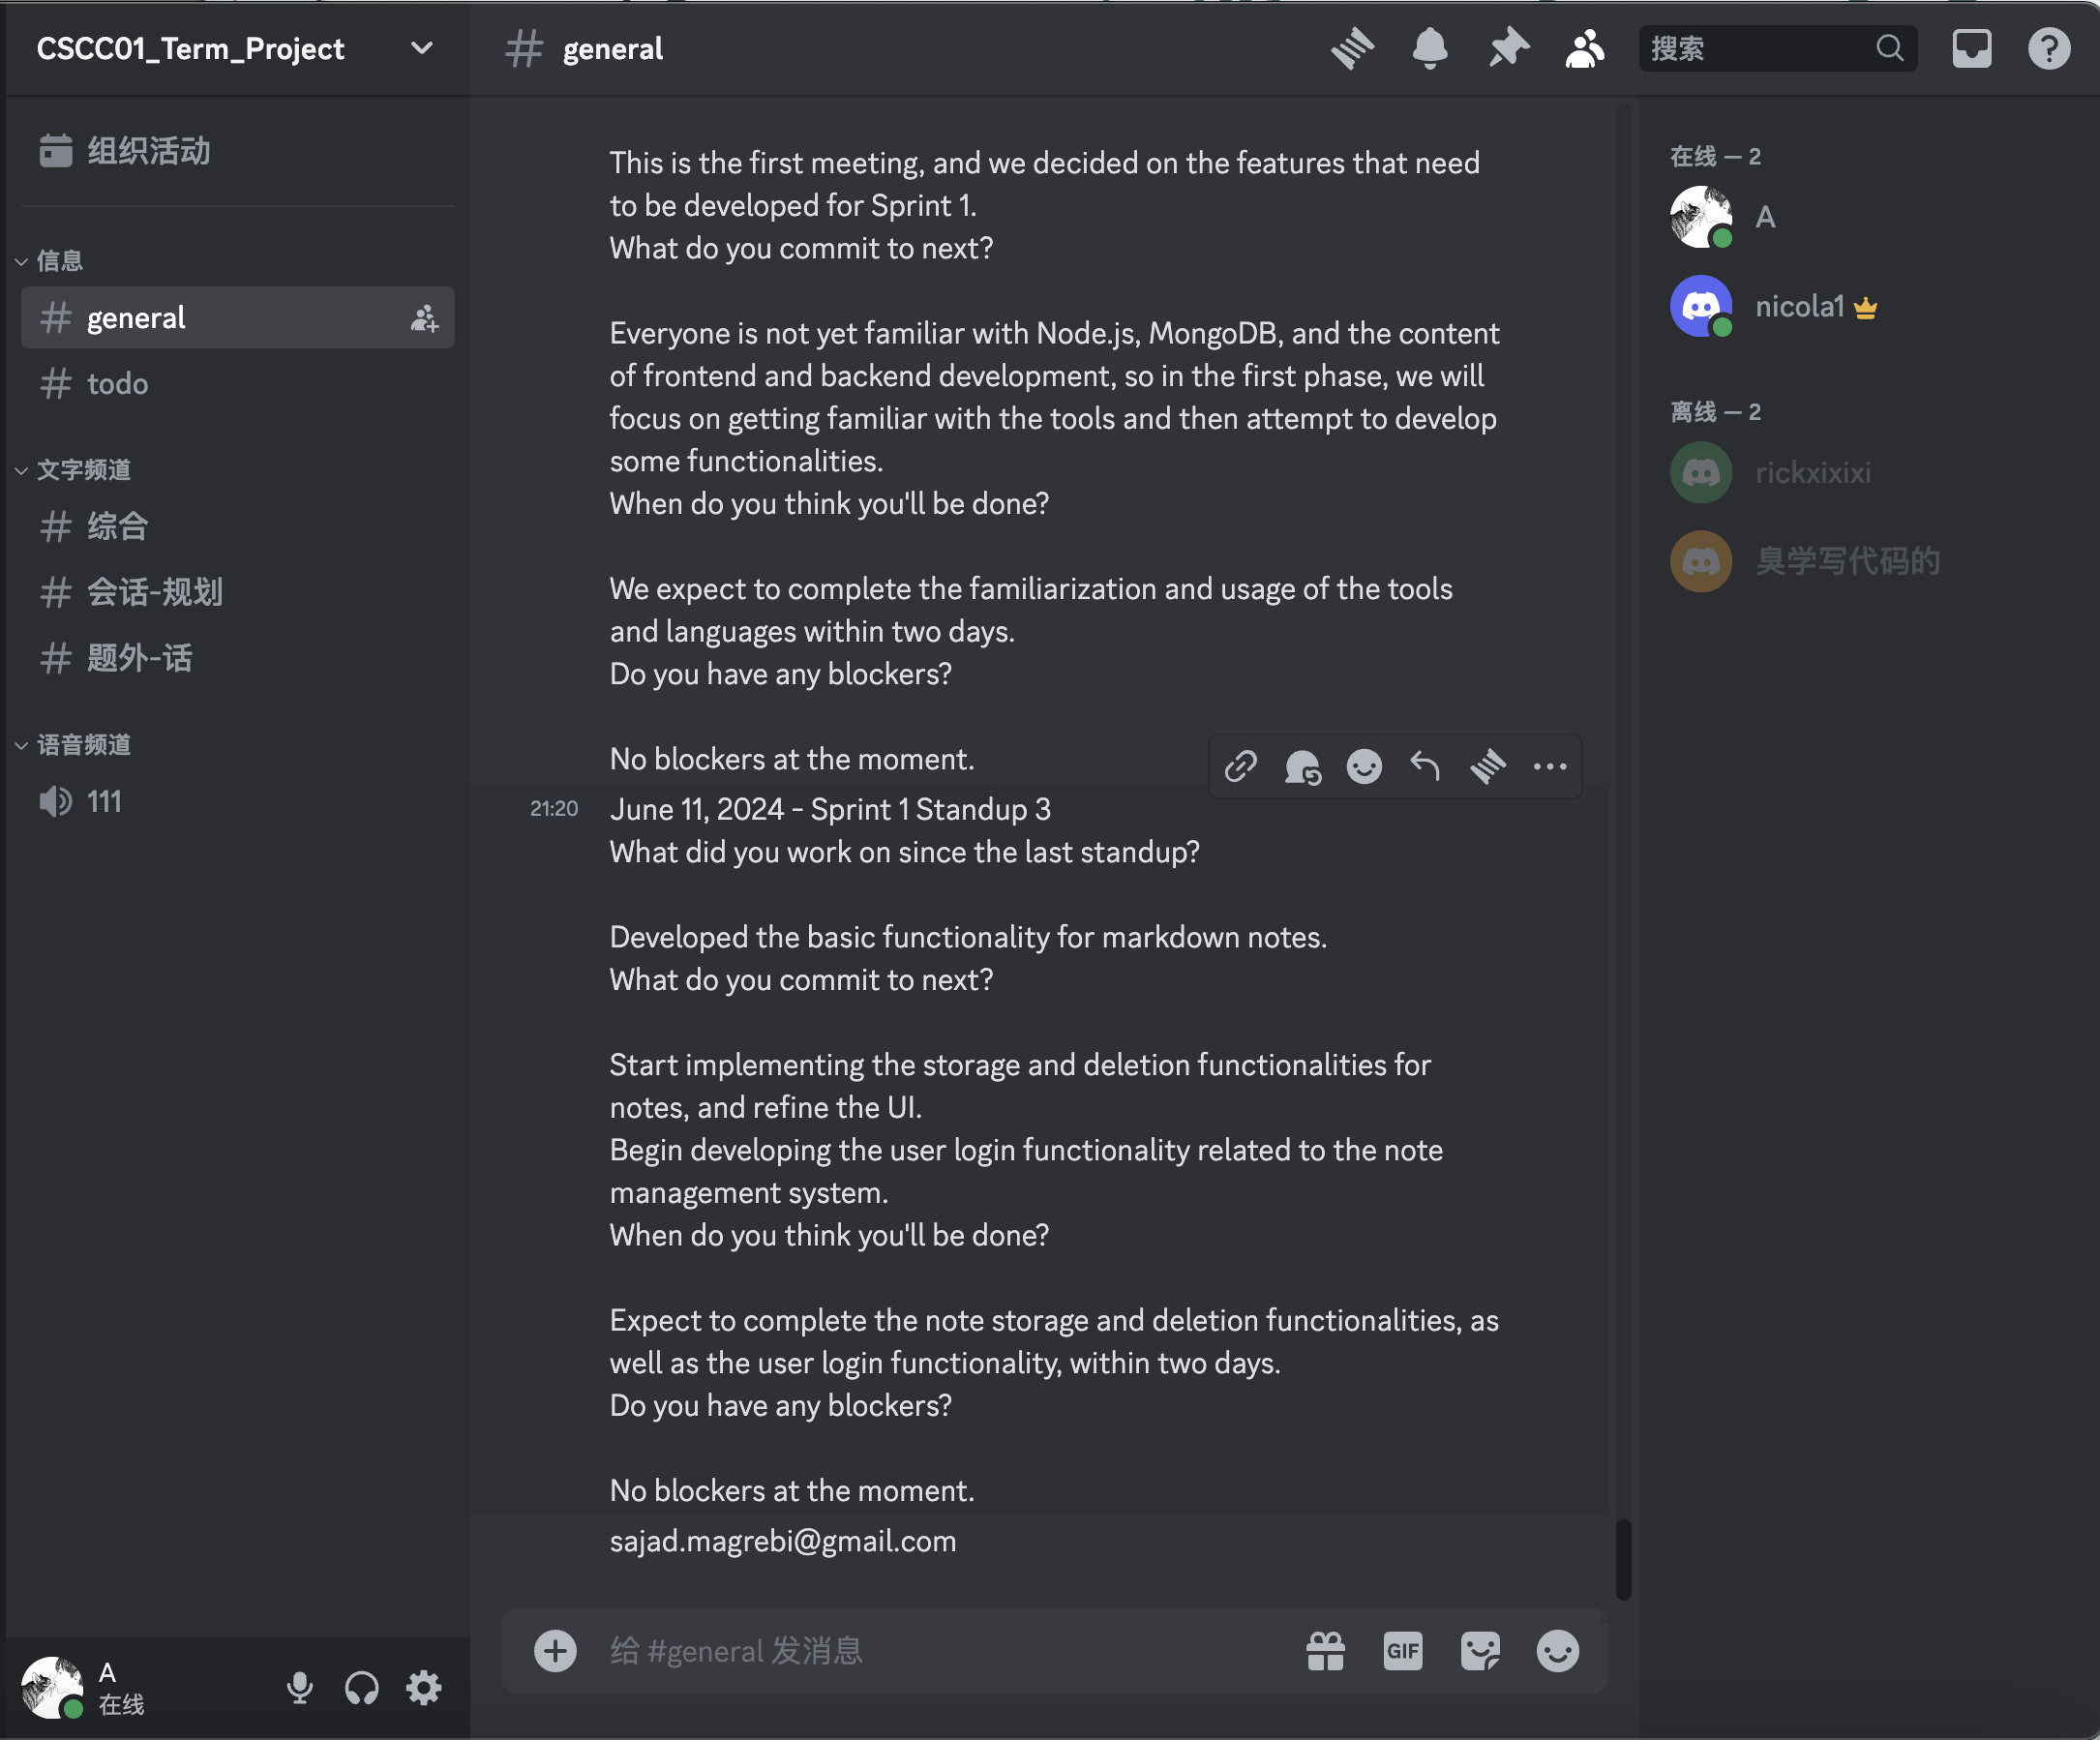 CSCC01_Term_Project
general
搜索
组织活动
信息
general
todo
文字频道
综合
会话-规划
题外-话
语音频道
111
This is the first meeting, and we decided on the features that need
to be developed for Sprint 1.
What do you commit to next?
Everyone is not yet familiar with Node.js, MongoDB, and the content
of frontend and backend development, so in the first phase, we will
focus on getting familiar with the tools and then attempt to develop
some functionalities.
When do you think you'll be done?
We expect to complete the familiarization and usage of the tools
and languages within two days.
Do you have any blockers?
No blockers at the moment.
21:20 June 11, 2024 - Sprint 1 Standup 3
What did you work on since the last standup?
Developed the basic functionality for markdown notes.
What do you commit to next?
Start implementing the storage and deletion functionalities for
notes, and refine the UI.
Begin developing the user login functionality related to the note
management system.
When do you think you'll be done?
Expect to complete the note storage and deletion functionalities, as
well as the user login functionality, within two days.
Do you have any blockers?
No blockers at the moment.
sajad.magrebi@gmail.com
给 #general 发消息
GIF
在线 — 2
A
nicola1
离线 — 2
rickxixixi
臭学写代码的
A
在线